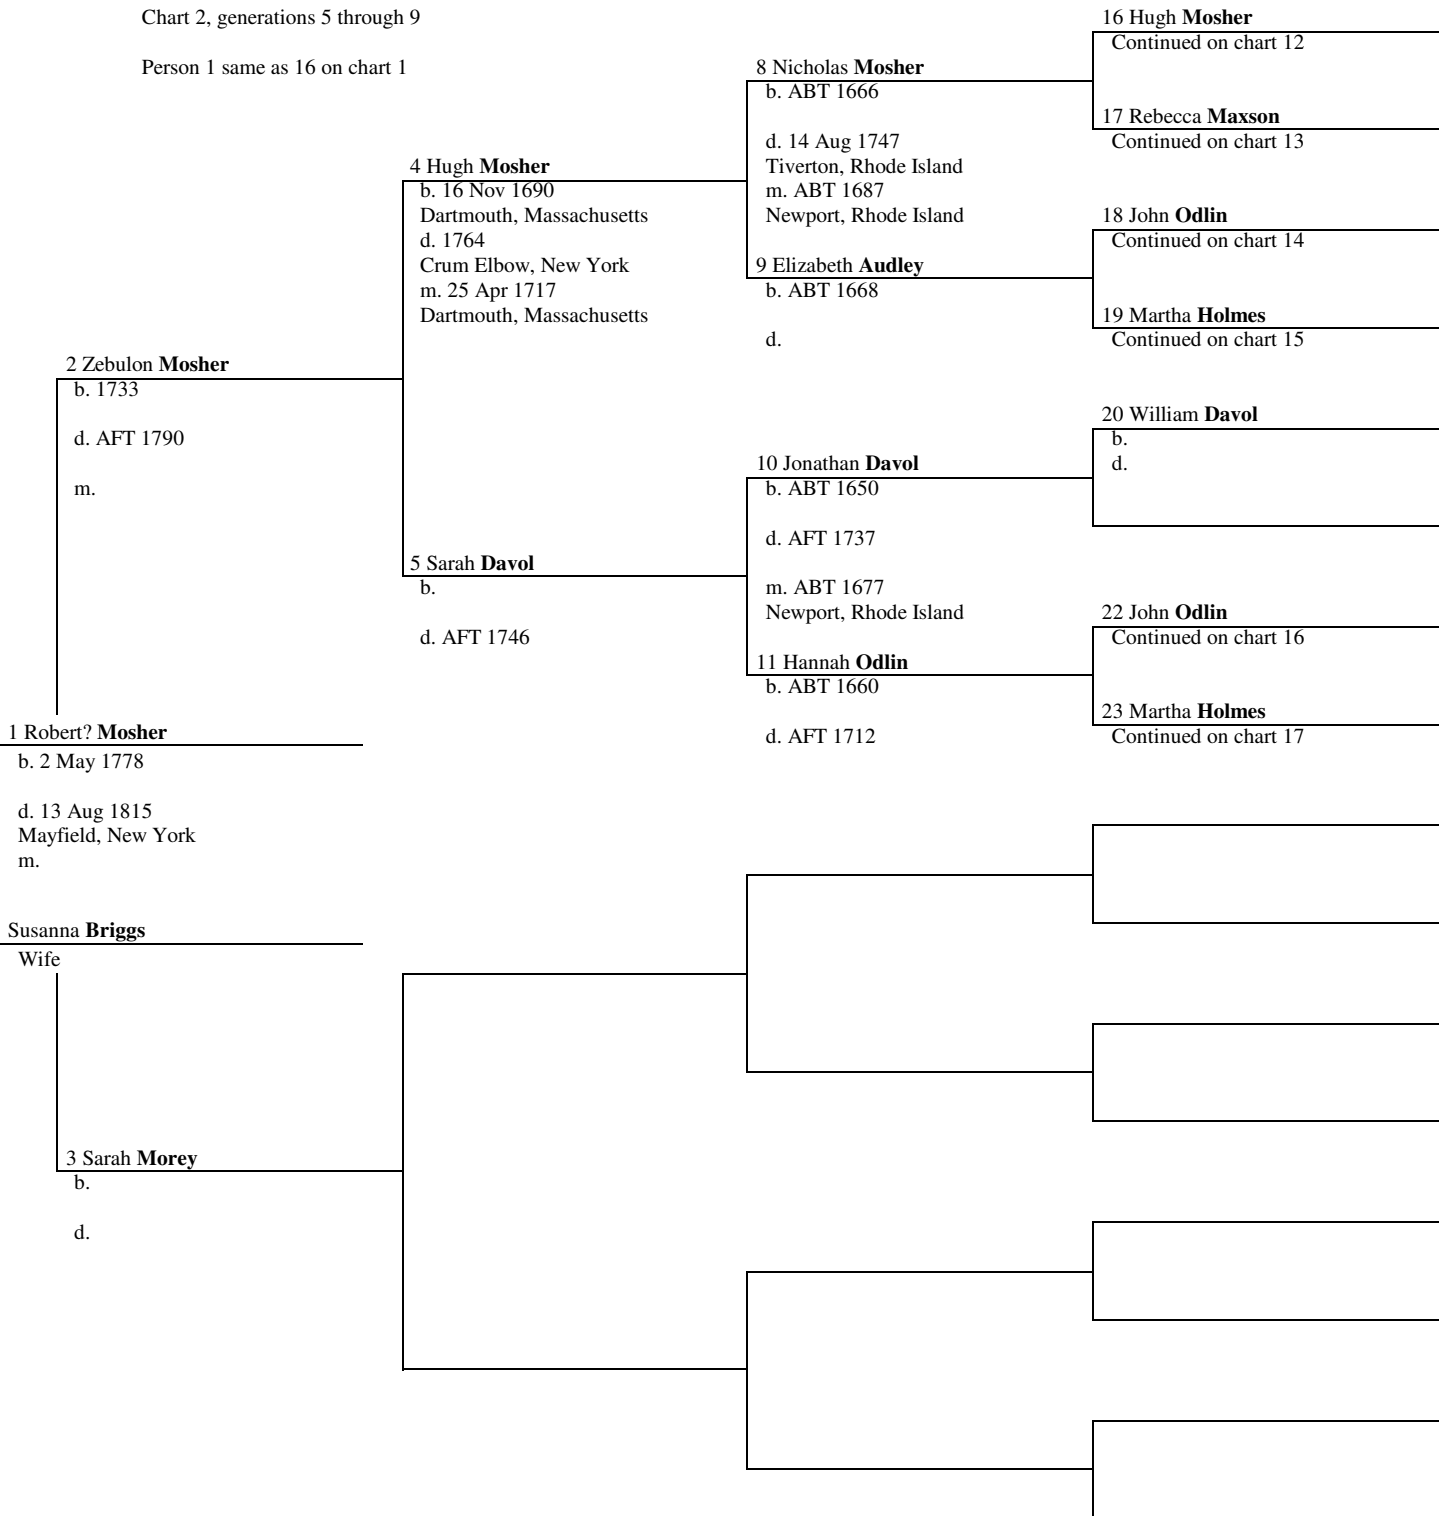 Chart 2, generations 5 through 9
Person 1 same as 16 on chart 1
1 Robert? Mosher
b. 2 May 1778
d. 13 Aug 1815
Mayfield, New York
m.
Susanna Briggs
Wife
2 Zebulon Mosher
b. 1733
d. AFT 1790
m.
3 Sarah Morey
b.
d.
4 Hugh Mosher
b. 16 Nov 1690
Dartmouth, Massachusetts
d. 1764
Crum Elbow, New York
m. 25 Apr 1717
Dartmouth, Massachusetts
5 Sarah Davol
b.
d. AFT 1746
8 Nicholas Mosher
b. ABT 1666
d. 14 Aug 1747
Tiverton, Rhode Island
m. ABT 1687
Newport, Rhode Island
9 Elizabeth Audley
b. ABT 1668
d.
10 Jonathan Davol
b. ABT 1650
d. AFT 1737
m. ABT 1677
Newport, Rhode Island
11 Hannah Odlin
b. ABT 1660
d. AFT 1712
16 Hugh Mosher
Continued on chart 12
17 Rebecca Maxson
Continued on chart 13
18 John Odlin
Continued on chart 14
19 Martha Holmes
Continued on chart 15
20 William Davol
b.
d.
22 John Odlin
Continued on chart 16
23 Martha Holmes
Continued on chart 17